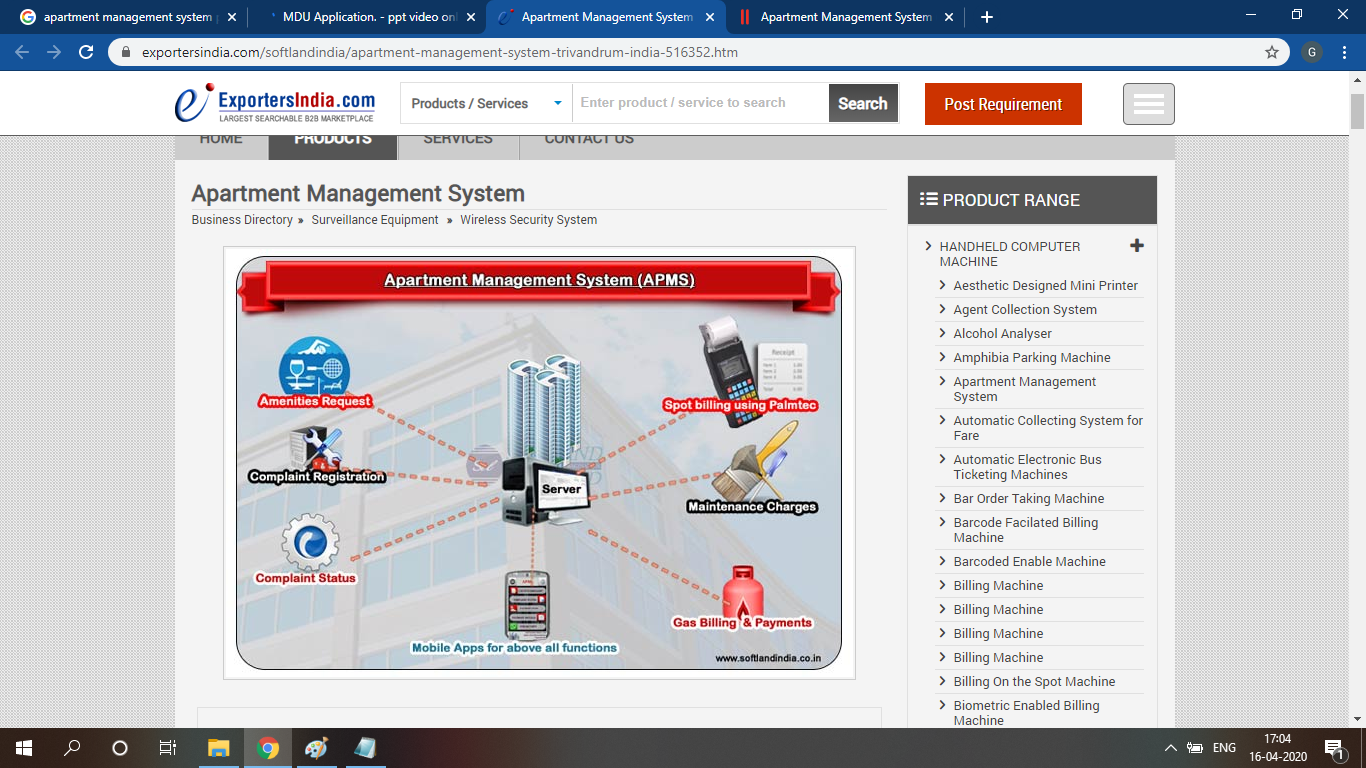 apartment management system
MDU Application. - ppt video onl
Apartment Management System
Apartment Management System
exportersindia.com/softlandindia/apartment-management-system-trivandrum-india-516352.htm
G
ExportersIndia.com
LARGEST SEARCHABLE B2B MARKETPLACE
Products / Services
Enter product / service to search
Search
Post Requirement
HOME
PRODUCTS
SERVICES
CONTACT US
Apartment Management System
Business Directory » Surveillance Equipment » Wireless Security System
Apartment Management System (APMS)
Amenities Request
Complaint Registration
Complaint Status
Server
Receipt
Spot billing using Palmtec
Maintenance Charges
Gas Billing & Payments
Mobile Apps for above all functions
www.softlandindia.co.in
PRODUCT RANGE
HANDHELD COMPUTER
MACHINE
Aesthetic Designed Mini Printer
Agent Collection System
Alcohol Analyser
Amphibia Parking Machine
Apartment Management
System
Automatic Collecting System for
Fare
Automatic Electronic Bus
Ticketing Machines
Bar Order Taking Machine
Barcode Facilated Billing
Machine
Barcoded Enable Machine
Billing Machine
Billing Machine
Billing Machine
Billing Machine
Billing On the Spot Machine
Biometric Enabled Billing
Machine
ENG
17:04
16-04-2020
1